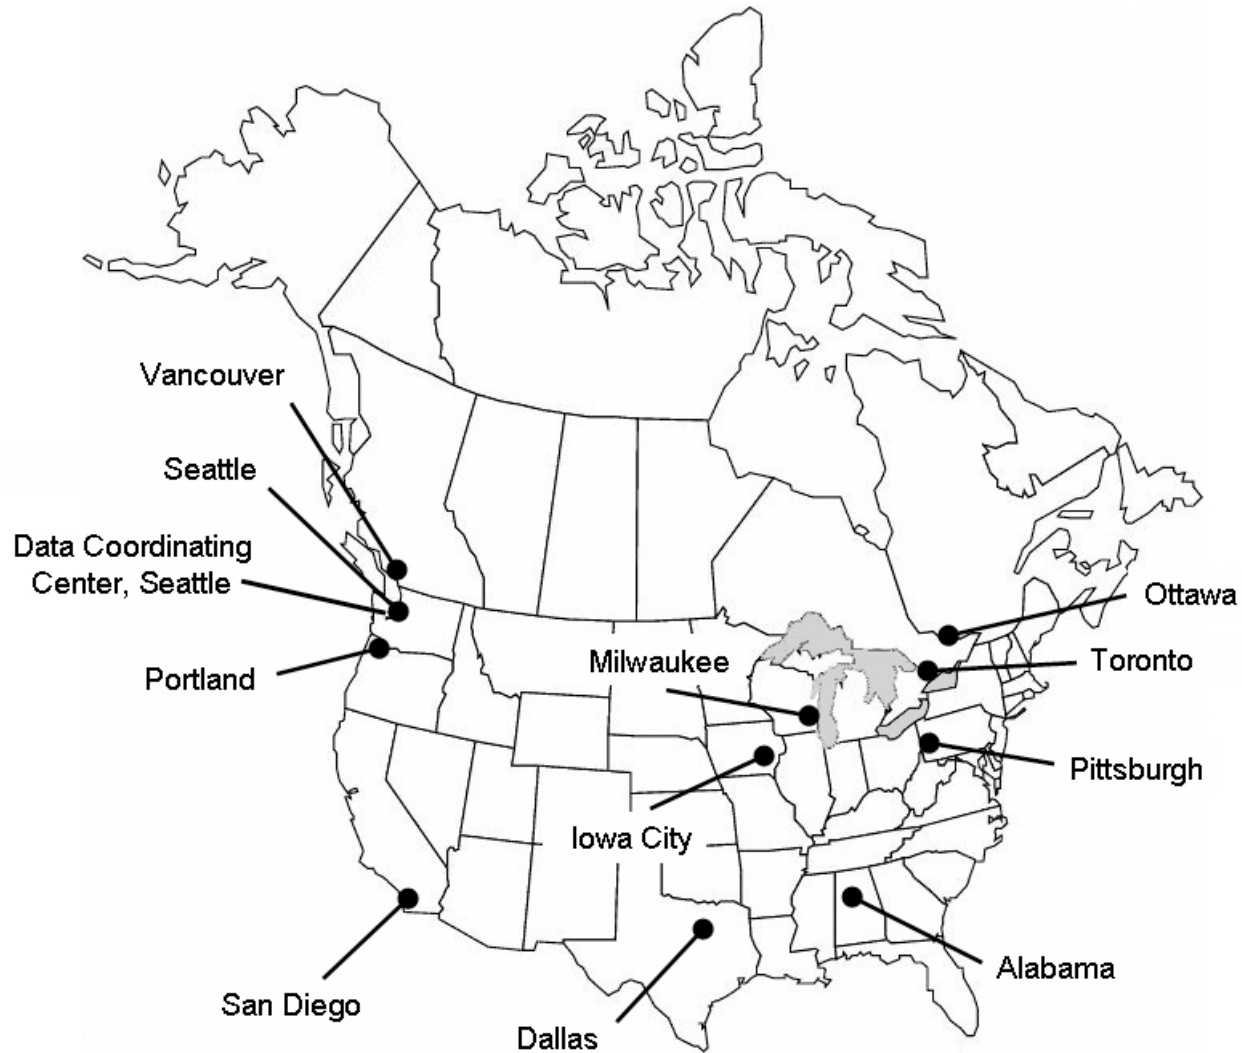 Vancouver
Seattle
Data Coordinating
Center, Seattle
Ottawa
Toronto
Milwaukee
Portland
Pittsburgh
Iowa City
Alabama
San Diego
Dallas